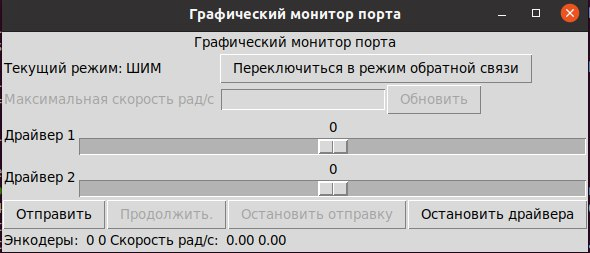 Графический монитор порта
Графический монитор порта
Текущий режим: ШИМ Переключиться в режим обратной связи
Максимальная скорость рад/с Обновить
0
Драйвер 1
0
Драйвер 2
Отправить Продолжить. Остановить отправку Остановить драйвера
Энкодеры: 0 0 Скорость рад/с: 0.00 0.00